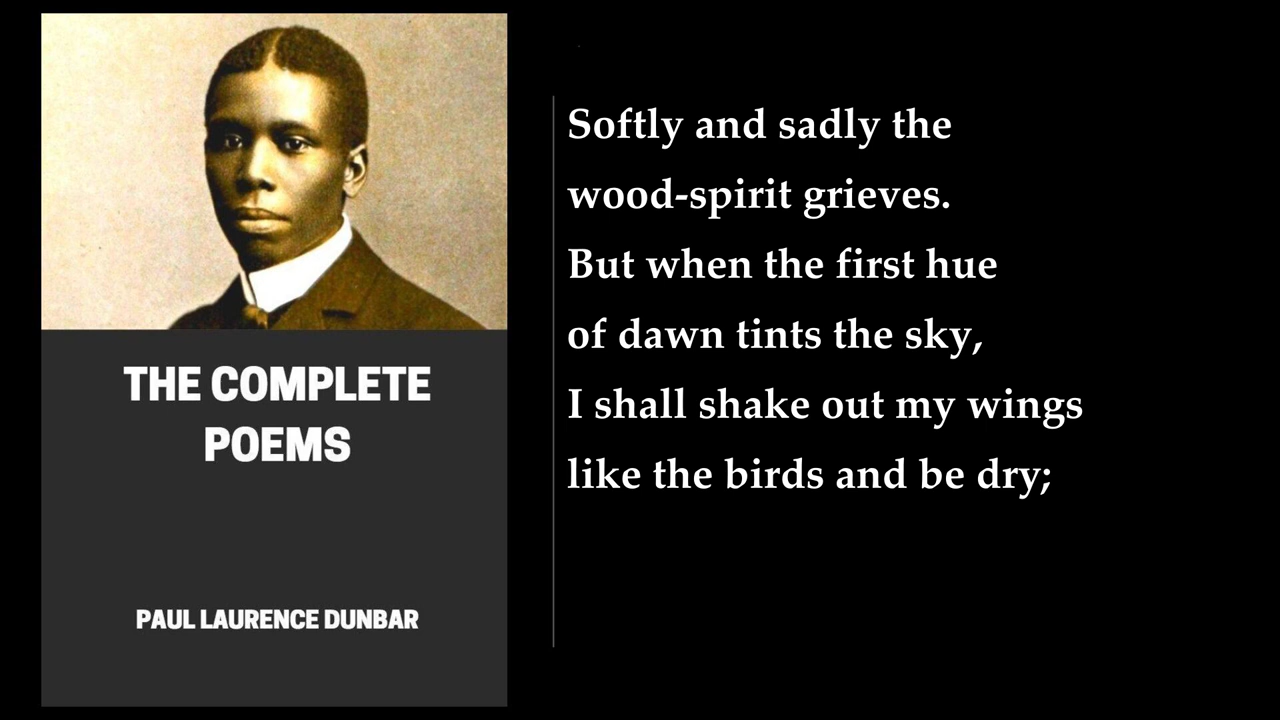 THE COMPLETE
POEMS
PAUL LAURENCE DUNBAR
Softly and sadly the
wood-spirit grieves.
But when the first hue
of dawn tints the sky,
I shall shake out my wings
like the birds and be dry;